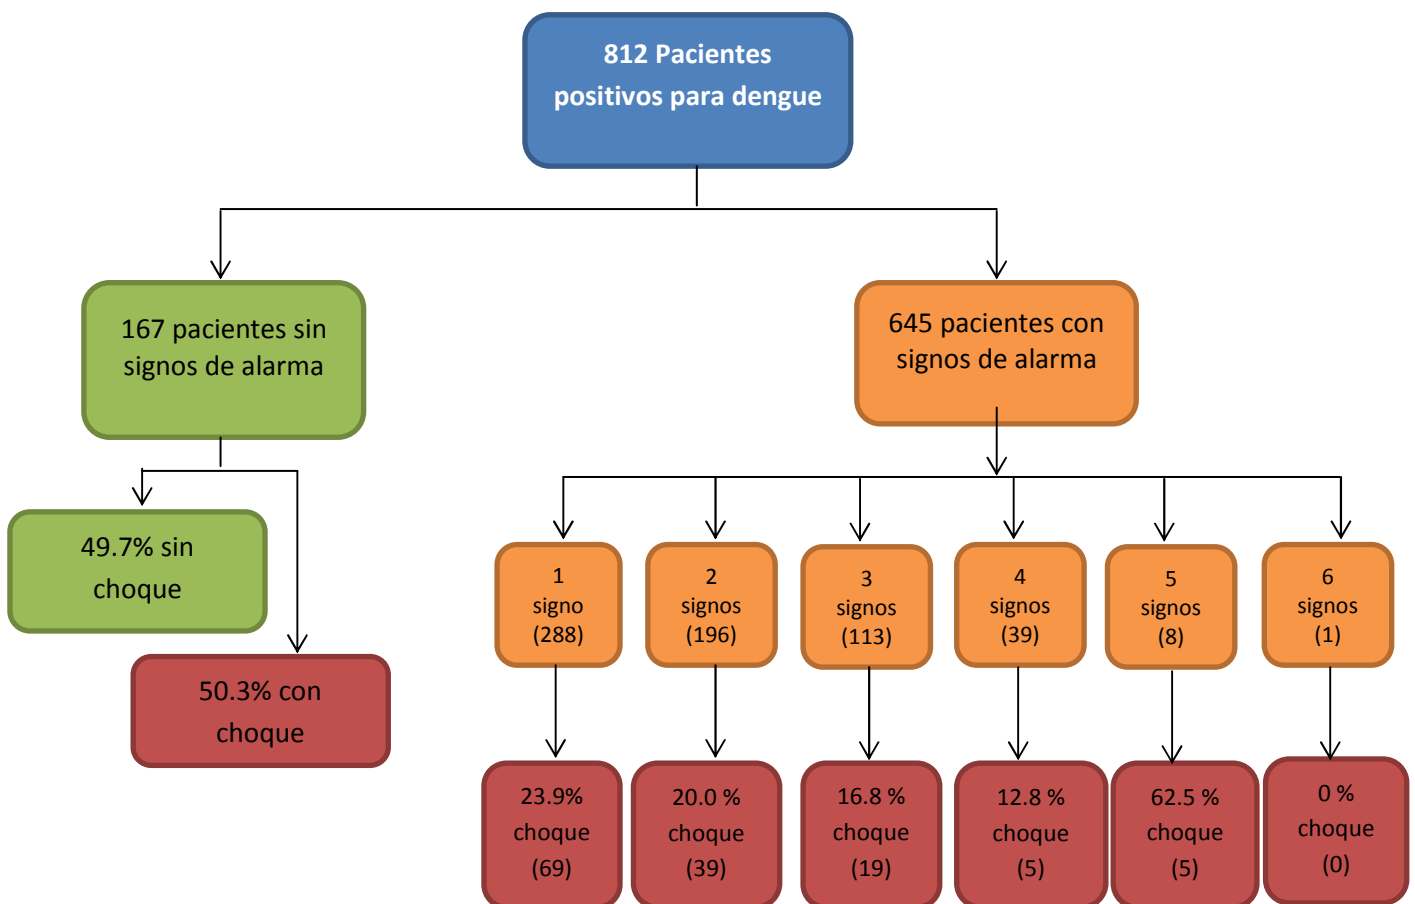 812 Pacientes
positivos para dengue
167 pacientes sin
signos de alarma
645 pacientes con
signos de alarma
49.7% sin
choque
50.3% con
choque
1
signo
(288)
2
signos
(196)
3
signos
(113)
4
signos
(39)
5
signos
(8)
6
signos
(1)
23.9%
choque
(69)
20.0 %
choque
(39)
16.8 %
choque
(19)
12.8 %
choque
(5)
62.5 %
choque
(5)
0 %
choque
(0)